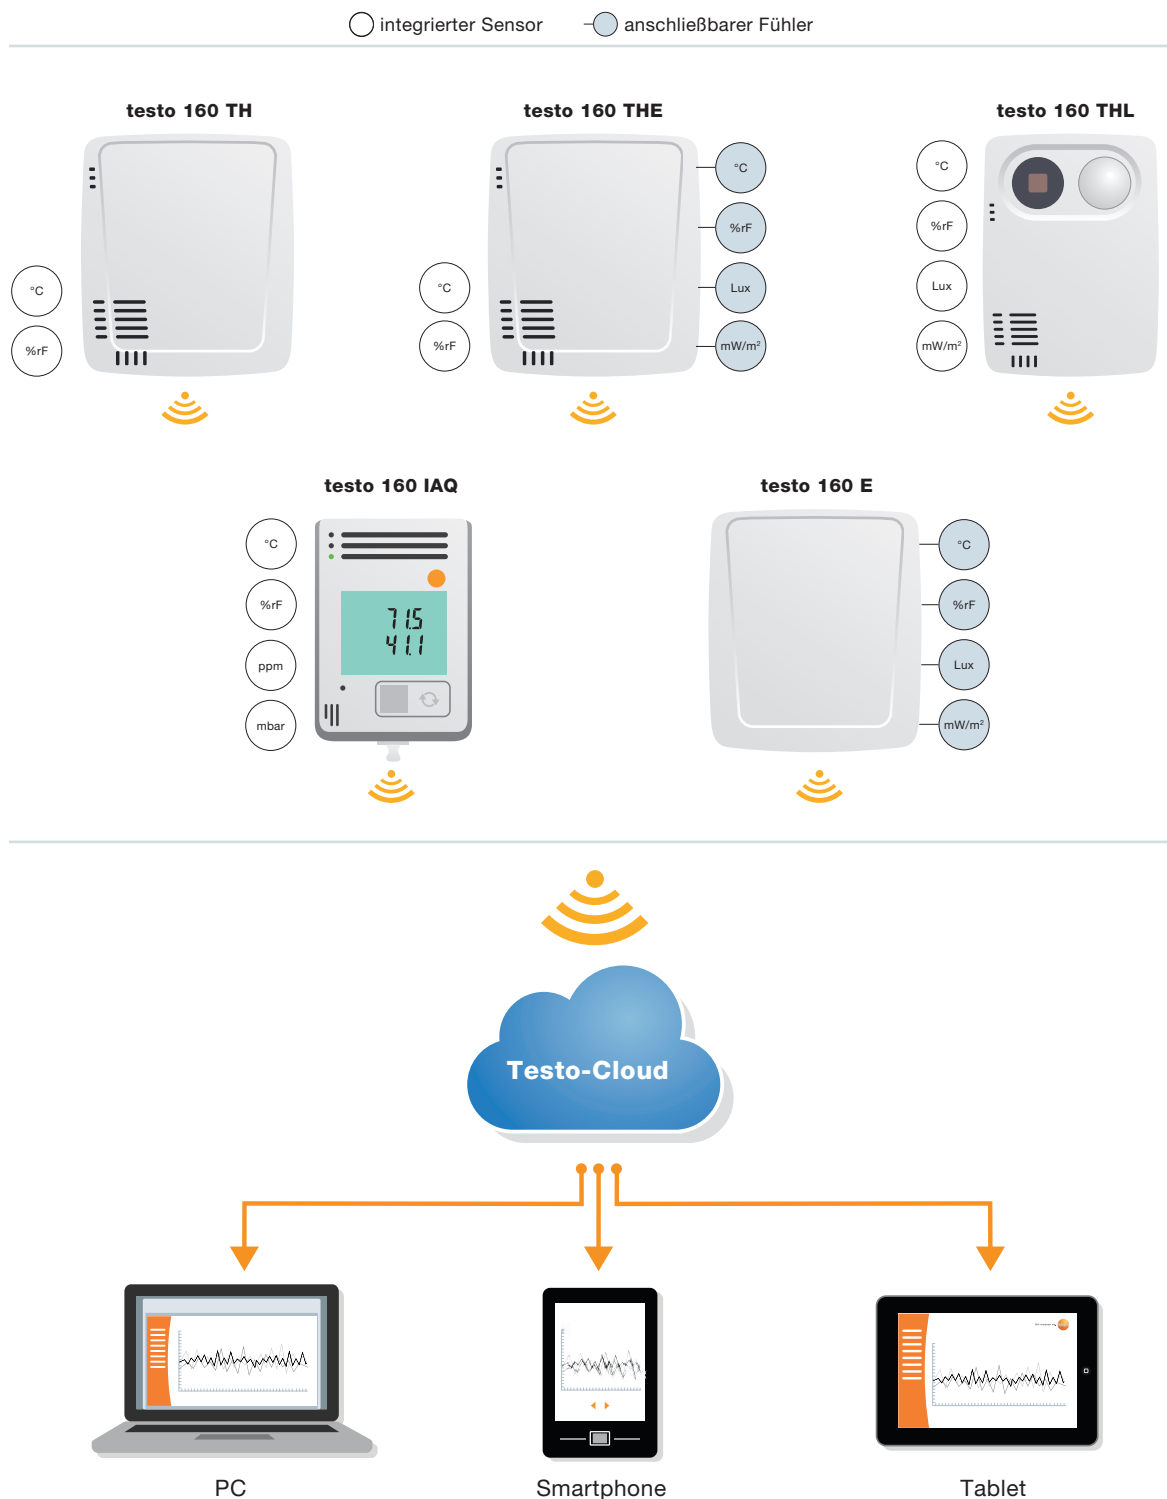 integrierter Sensor
anschließbarer Fühler
testo 160 TH
°C
%rF
testo 160 THE
°C
%rF
°C
%rF
Lux
mW/m²
testo 160 THL
°C
%rF
Lux
mW/m²
testo 160 IAQ
°C
%rF
ppm
mbar
71.5
41.1
testo 160 E
°C
%rF
Lux
mW/m²
Testo-Cloud
PC
Smartphone
Tablet